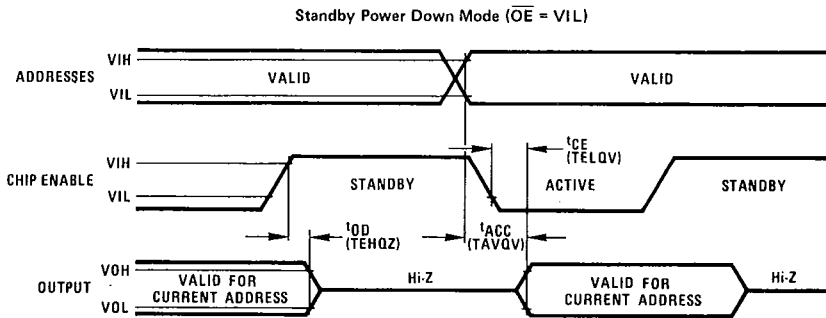 Standby Power Down Mode (OE = VIL)
ADDRESSES
VIH
VIL
VALID
VALID
CHIP ENABLE
VIH
VIL
STANDBY
tCE
(TELQV)
ACTIVE
STANDBY
tOD
(TEHQZ)
tACC
(TAVQV)
OUTPUT
VOH
VOL
VALID FOR
CURRENT ADDRESS
Hi-Z
VALID FOR
CURRENT ADDRESS
Hi-Z